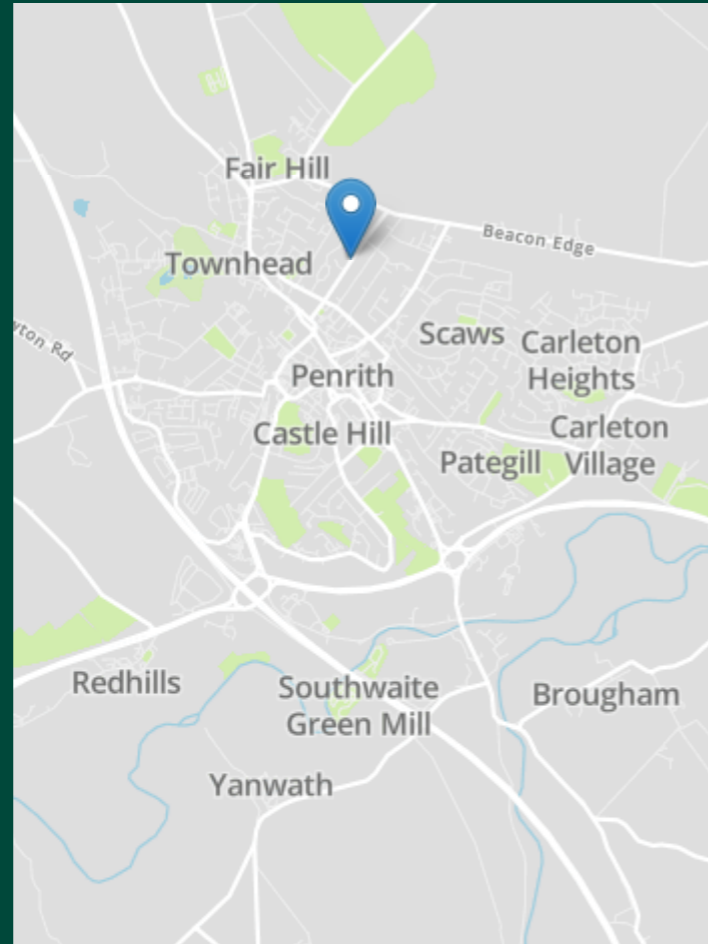 Fair Hill
Beacon Edge
Townhead
Scaws
Carleton
Heights
wton Rd
Penrith
Castle Hill
Carleton
Village
Pategill
Redhills
Southwaite
Green Mill
Brougham
Yanwath